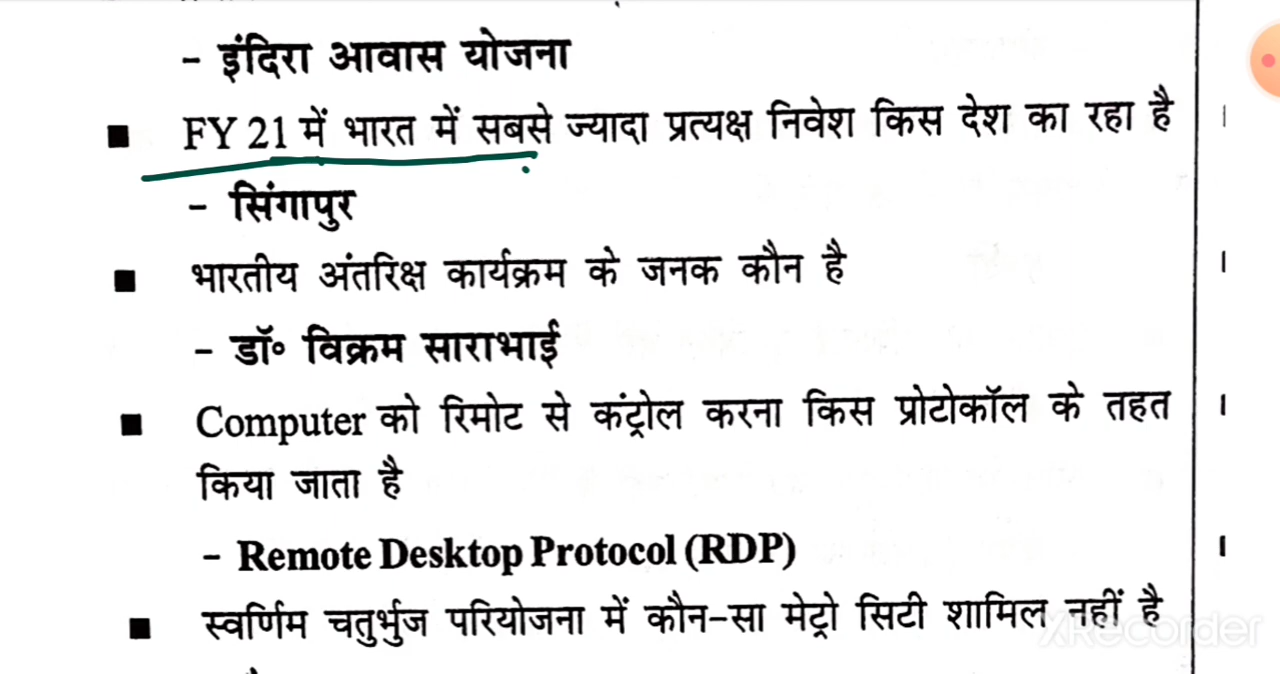 - इंदिरा आवास योजना
■ FY 21 में भारत में सबसे ज्यादा प्रत्यक्ष निवेश किस देश का रहा है
- सिंगापुर
■ भारतीय अंतरिक्ष कार्यक्रम के जनक कौन है
- डॉ॰ विक्रम साराभाई
■ Computer को रिमोट से कंट्रोल करना किस प्रोटोकॉल के तहत
किया जाता है
- Remote Desktop Protocol (RDP)
■ स्वर्णिम चतुर्भुज परियोजना में कौन-सा मेट्रो सिटी शामिल नहीं है
XRecorder